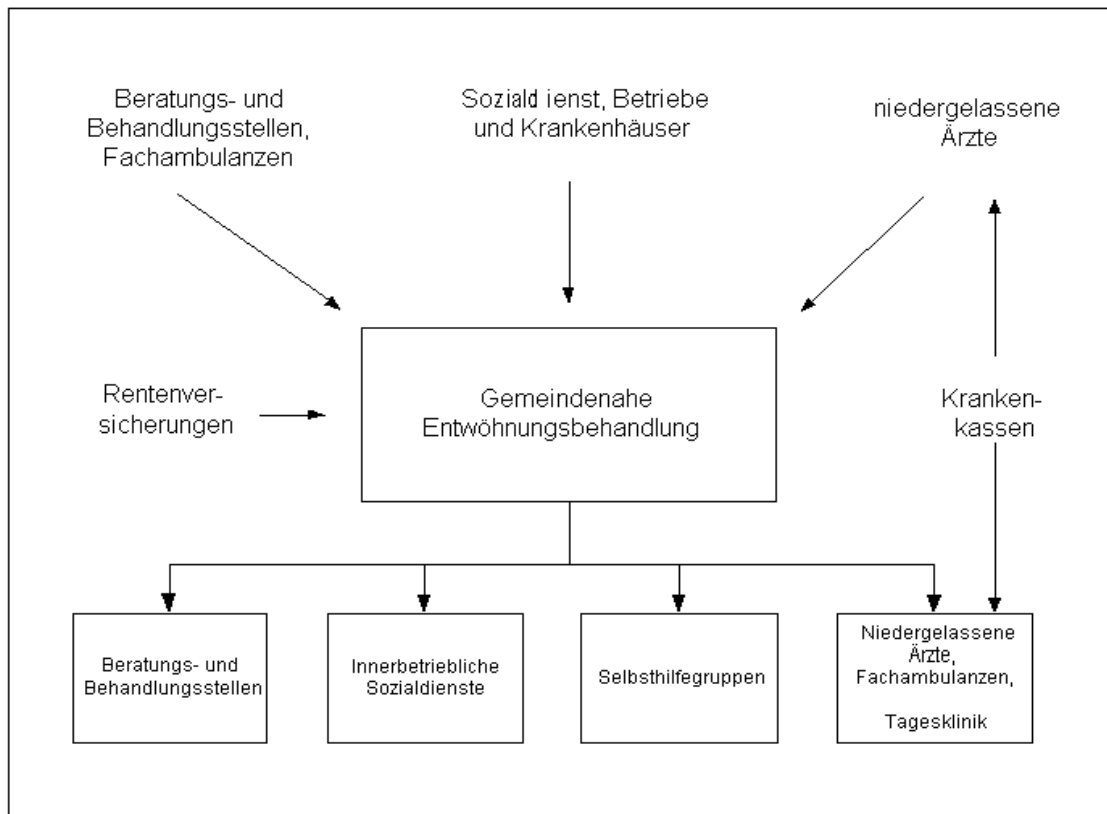 Beratungs- und
Behandlungsstellen,
Fachambulanzen
Soziald ienst, Betriebe
und Krankenhäuser
niedergelassene
Ärzte
Rentenver-
sicherungen
Gemeindenahe
Entwöhnungsbehandlung
Kranken-
kassen
Beratungs- und
Behandlungsstellen
Innerbetriebliche
Sozialdienste
Selbsthilfegruppen
Niedergelassene
Ärzte,
Fachambulanzen,
Tagesklinik